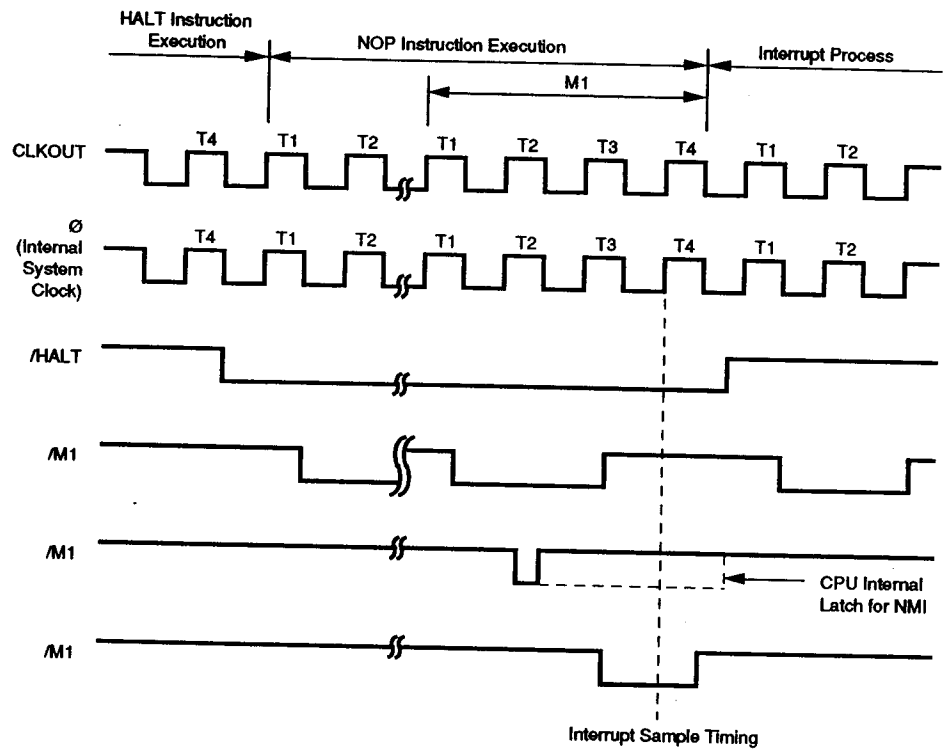 HALT Instruction
Execution
NOP Instruction Execution
Interrupt Process
M1
T4 T1 T2 T1 T2 T3 T4 T1 T2
CLKOUT
Ø
(Internal
System
Clock)
T4 T1 T2 T1 T2 T3 T4 T1 T2
/HALT
/M1
/M1
CPU Internal
Latch for NMI
/M1
Interrupt Sample Timing